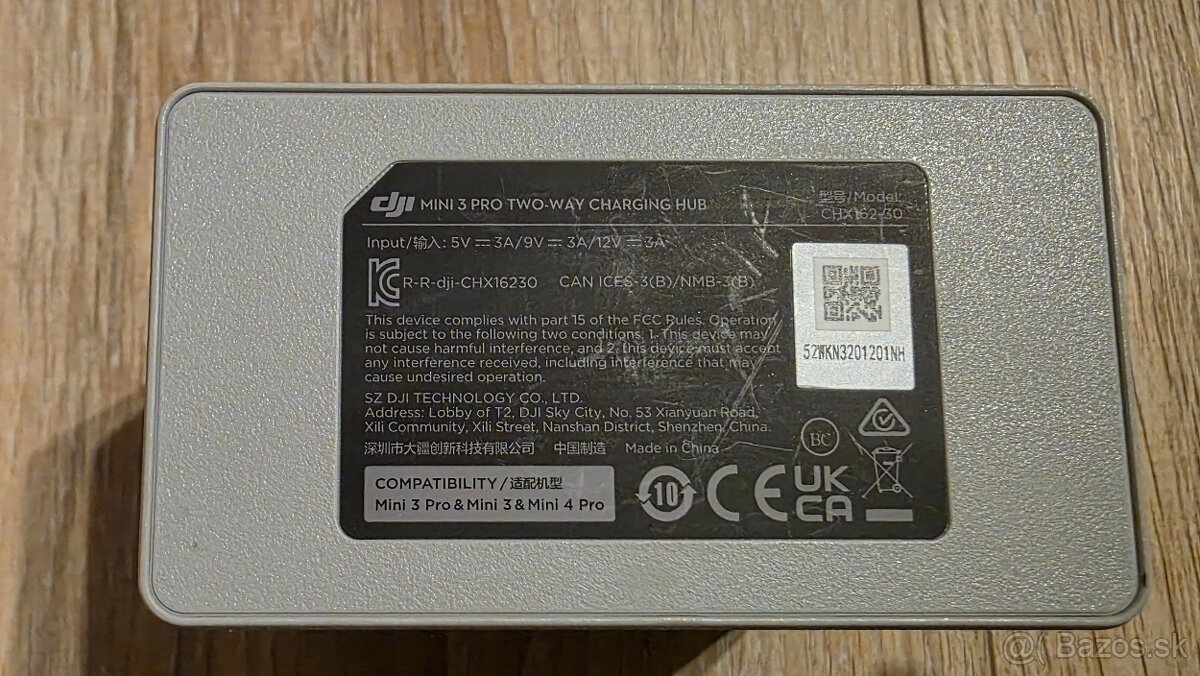 dji MINI 3 PRO TWO-WAY CHARGING HUB
型号/Model:
CHX162-30
Input/输入: 5V ⎓ 3A/9V ⎓ 3A/12V ⎓ 3A
R-R-dji-CHX16230 CAN ICES-3(B)/NMB-3(B)
This device complies with part 15 of the FCC Rules. Operation
is subject to the following two conditions: 1. This device may
not cause harmful interference, and 2. this device must accept
any interference received, including interference that may
cause undesired operation.
52WKN3201201NH
SZ DJI TECHNOLOGY CO., LTD.
Address: Lobby of T2, DJI Sky City, No. 53 Xianyuan Road,
Xili Community, Xili Street, Nanshan District, Shenzhen, China.
深圳市大疆创新科技有限公司 中国制造 Made in China
COMPATIBILITY/适配机型
Mini 3 Pro & Mini 3 & Mini 4 Pro
10 CE UK
CA
BC
Bazos.sk